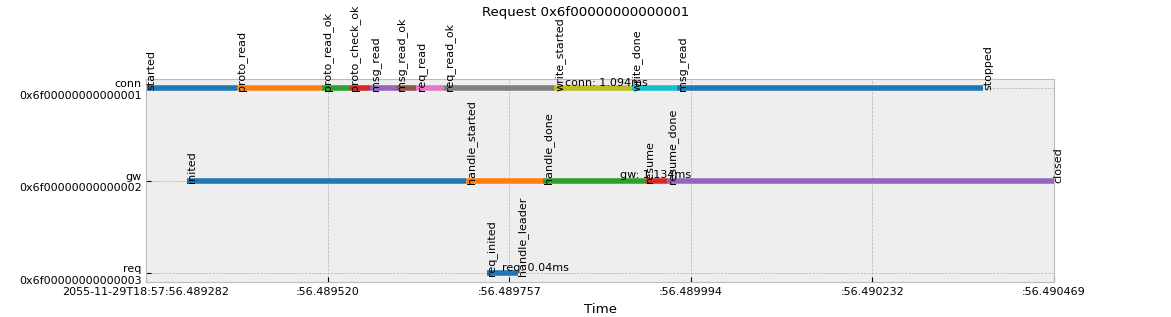 Request 0x6f00000000000001
started
proto_read
proto_read_ok
proto_check_ok
msg_read
msg_read_ok
req_read
req_read_ok
write_started
write_done
msg_read
stopped
conn
0x6f00000000000001
conn: 1.094ms
inited
handle_started
handle_done
resume
resume_done
closed
gw
0x6f00000000000002
gw: 1.134ms
req_inited
handle_leader
req
0x6f00000000000003
req: 0.04ms
2055-11-29T18:57:56.489282
:56.489520
:56.489757
:56.489994
:56.490232
:56.490469
Time